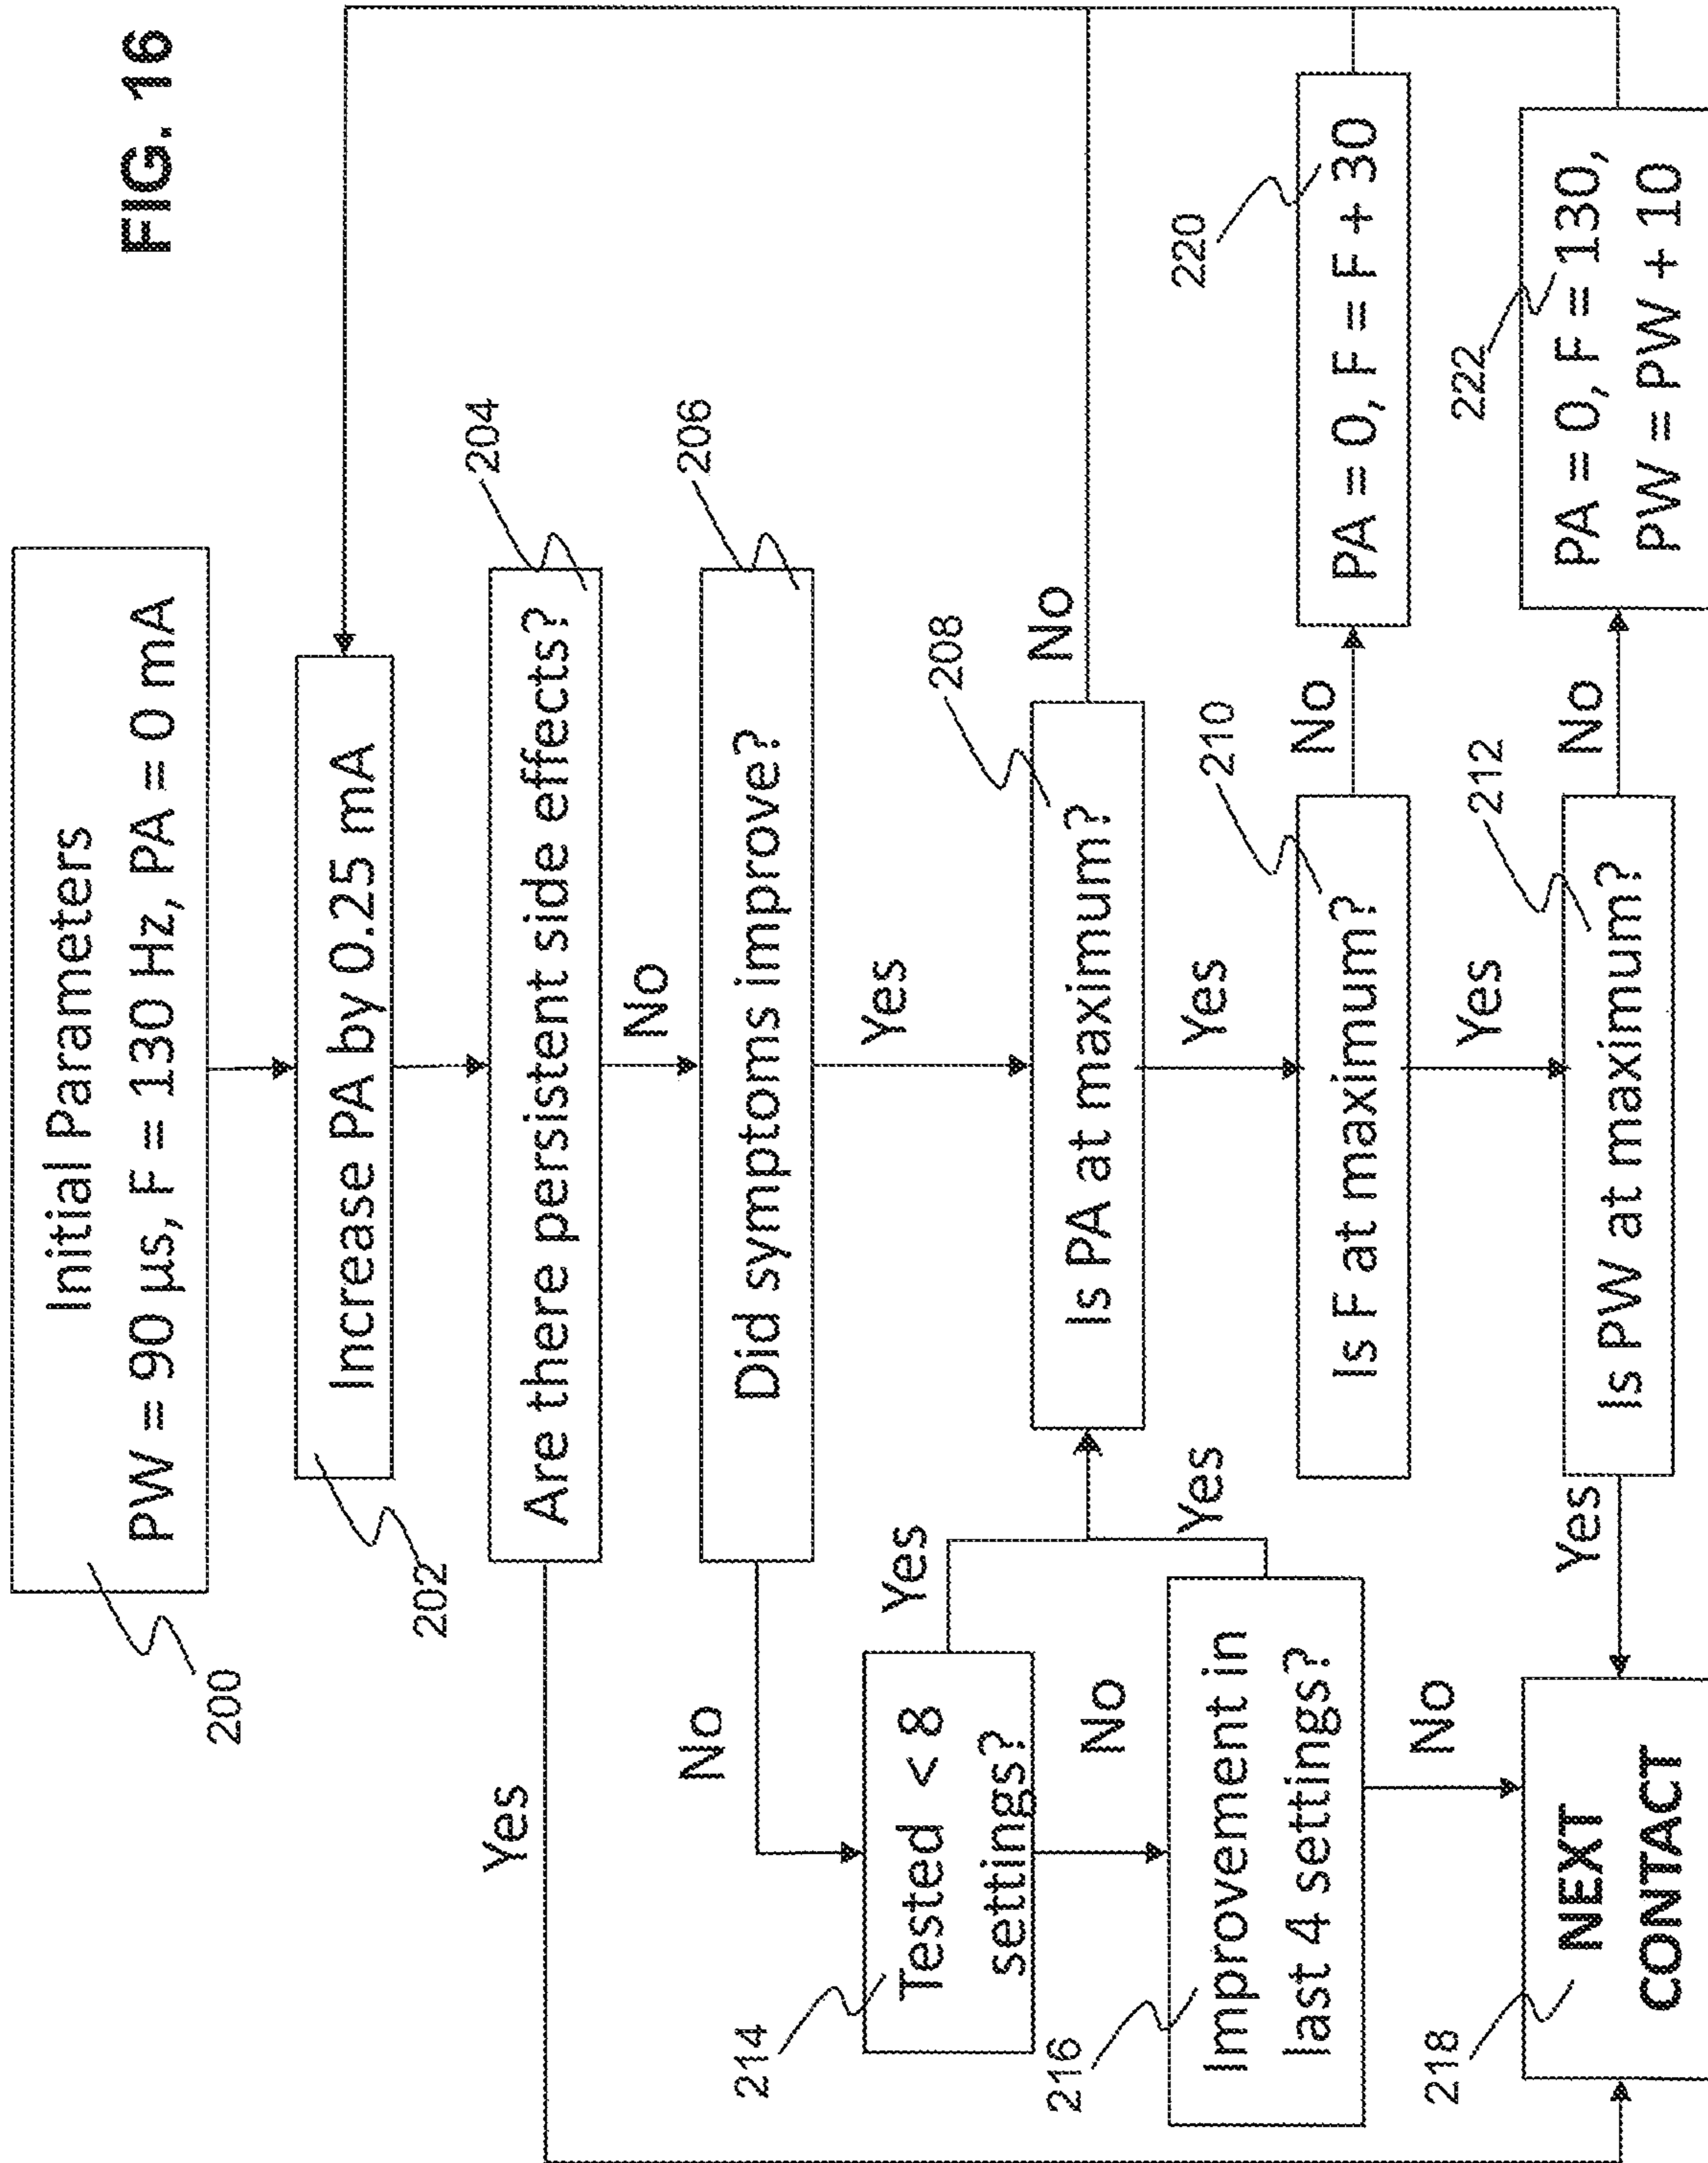 FIG. 16
Initial Parameters
PW = 90 µs, F = 130 Hz, PA = 0 mA
200
Increase PA by 0.25 mA
202
Are there persistent side effects?
204
Yes
No
Did symptoms improve?
206
No
Yes
Tested < 8
settings?
214
Yes
No
Is PA at maximum?
208
No
Yes
Improvement in
last 4 settings?
216
Yes
No
Is F at maximum?
210
No
Yes
PA = 0, F = F + 30
220
NEXT
CONTACT
218
Yes
Is PW at maximum?
212
No
PA = 0, F = 130,
PW = PW + 10
222